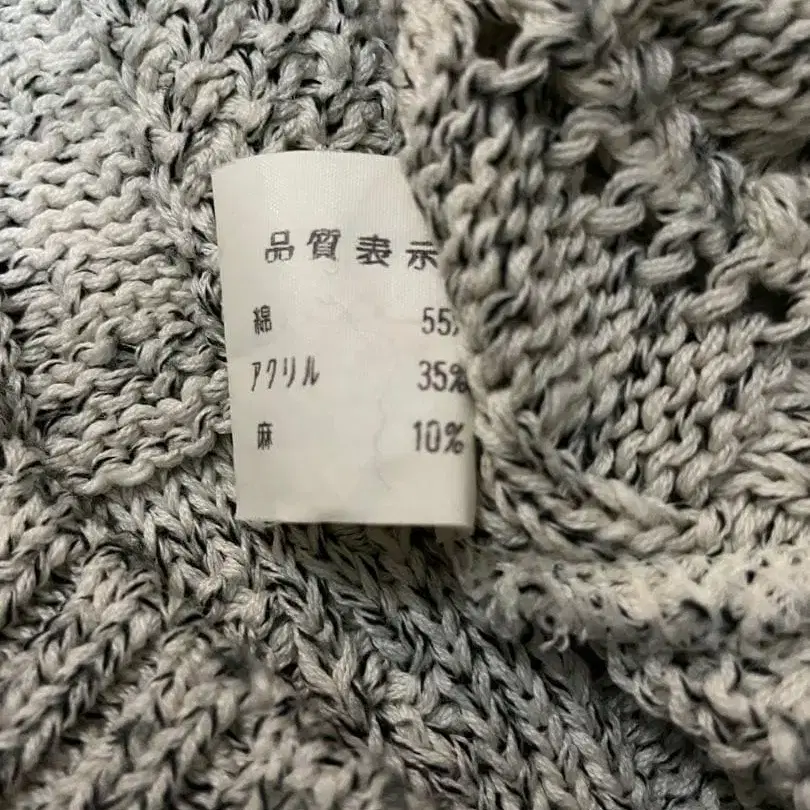 品質表示
綿 55%
アクリル 35%
麻 10%